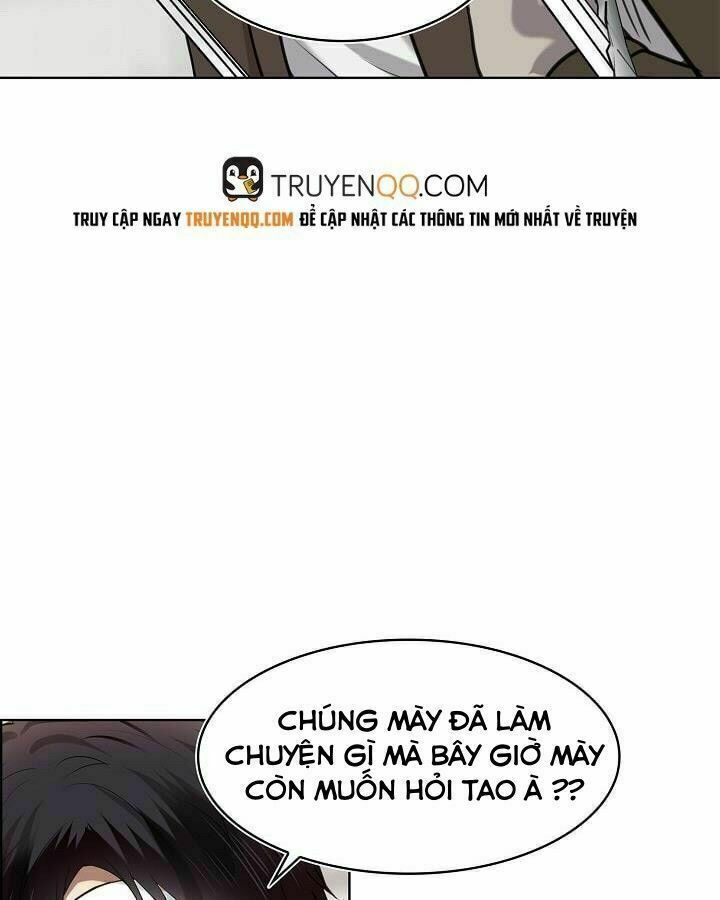 TRUYENQQ.COM
TRUY CẬP NGAY TRUYENQQ.COM ĐỂ CẬP NHẬT CÁC THÔNG TIN MỚI NHẤT VỀ TRUYỆN
CHÚNG MÀY ĐÃ LÀM
CHUYỆN GÌ MÀ BÂY GIỜ MÀY
CÒN MUỐN HỎI TAO À ??